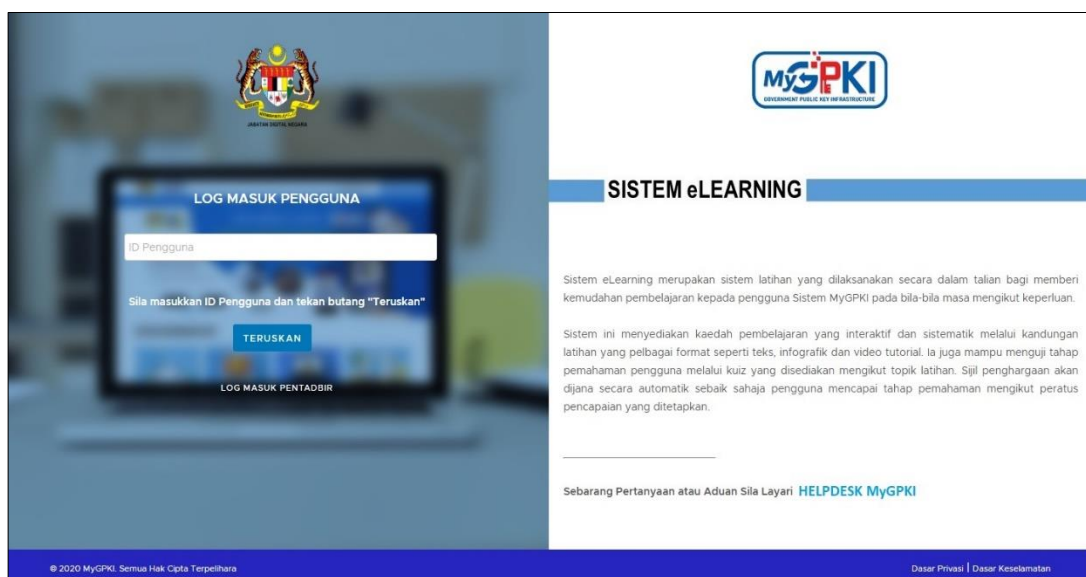 JABATAN DIGITAL NEGARA
LOG MASUK PENGGUNA
ID Pengguna
Sila masukkan ID Pengguna dan tekan butang "Teruskan"
TERUSKAN
LOG MASUK PENTADBIR
MyGPKI
GOVERNMENT PUBLIC KEY INFRASTRUCTURE
SISTEM eLEARNING
Sistem eLearning merupakan sistem latihan yang dilaksanakan secara dalam talian bagi memberi
kemudahan pembelajaran kepada pengguna Sistem MyGPKI pada bila-bila masa mengikut keperluan.
Sistem ini menyediakan kaedah pembelajaran yang interaktif dan sistematik melalui kandungan
latihan yang pelbagai format seperti teks, infografik dan video tutorial. Ia juga mampu menguji tahap
pemahaman pengguna melalui kuiz yang disediakan mengikut topik latihan. Sijil penghargaan akan
dijana secara automatik sebaik sahaja pengguna mencapai tahap pemahaman mengikut peratus
pencapaian yang ditetapkan.
Sebarang Pertanyaan atau Aduan Sila Layari HELPDESK MyGPKI
© 2020 MyGPKI. Semua Hak Cipta Terpelihara
Dasar Privasi | Dasar Keselamatan